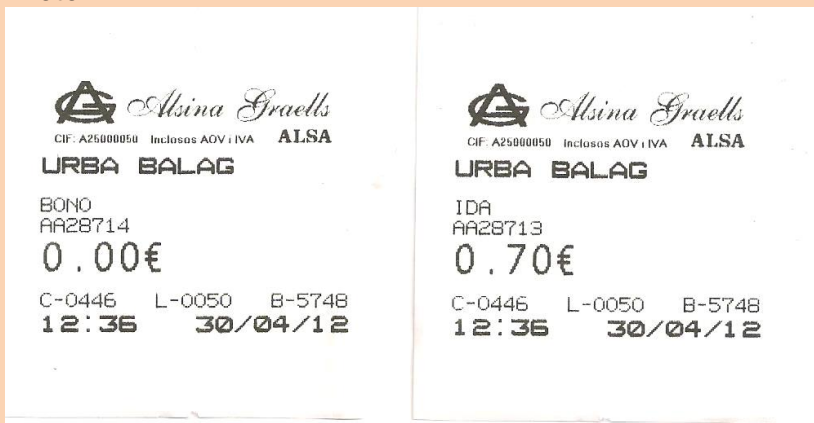 AG Alsina Graells
CIF: A25000050 Inclosos AOV i IVA ALSA
URBA BALAG
BONO
AA28714
0.00€
C-0446 L-0050 B-5748
12:36 30/04/12
AG Alsina Graells
CIF: A25000050 Inclosos AOV i IVA ALSA
URBA BALAG
IDA
AA28713
0.70€
C-0446 L-0050 B-5748
12:36 30/04/12